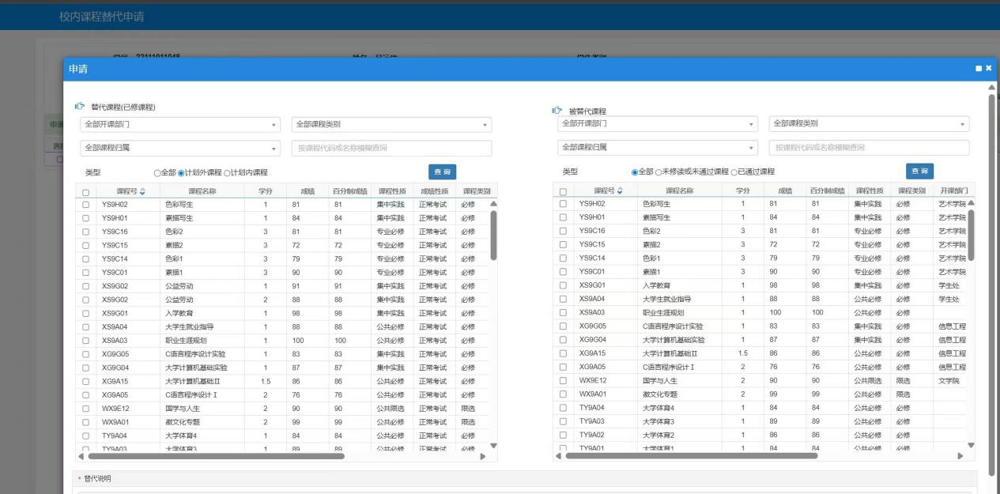 校内课程替代申请
22111011048
申请
替代课程(已修课程)
全部开课部门 全部课程类别
全部课程归属 按课程代码或名称模糊查询
类型 全部 计划外课程 计划内课程 查 询
课程号 课程名称 学分 成绩 百分制成绩 课程性质 成绩性质 课程类别
YS9H02 色彩写生 1 81 81 集中实践 正常考试 必修
YS9H01 素描写生 1 84 84 集中实践 正常考试 必修
YS9C16 色彩2 3 81 81 专业必修 正常考试 必修
YS9C15 素描2 3 72 72 专业必修 正常考试 必修
YS9C14 色彩1 3 79 79 专业必修 正常考试 必修
YS9C01 素描1 3 90 90 专业必修 正常考试 必修
XS9G02 公益劳动 1 91 91 集中实践 正常考试 必修
XS9G02 公益劳动 2 88 88 集中实践 正常考试 必修
XS9G01 入学教育 1 98 98 集中实践 正常考试 必修
XS9A04 大学生就业指导 1 88 88 公共必修 正常考试 必修
XS9A03 职业生涯规划 1 100 100 公共必修 正常考试 必修
XG9G05 C语言程序设计实验 1 83 83 集中实践 正常考试 必修
XG9G04 大学计算机基础实验 1 87 87 集中实践 正常考试 必修
XG9A15 大学计算机基础Ⅱ 1.5 86 86 公共必修 正常考试 必修
XG9A05 C语言程序设计Ⅰ 2 76 76 公共必修 正常考试 必修
WX9E12 国学与人生 2 90 90 公共限选 正常考试 限选
WX9A01 徽文化专题 2 99 99 公共必修 正常考试 限选
TY9A04 大学体育4 1 84 84 公共必修 正常考试 必修
TY9A03 大学体育3 1 89 89 公共必修 正常考试 必修
被替代课程
全部开课部门 全部课程类别
全部课程归属 按课程代码或名称模糊查询
类型 全部 未修读或未通过课程 已通过课程 查 询
课程号 课程名称 学分 成绩 百分制成绩 课程性质 课程类别 开课部门
YS9H02 色彩写生 1 81 81 集中实践 必修 艺术学院
YS9H01 素描写生 1 84 84 集中实践 必修 艺术学院
YS9C16 色彩2 3 81 81 专业必修 必修 艺术学院
YS9C15 素描2 3 72 72 专业必修 必修 艺术学院
YS9C14 色彩1 3 79 79 专业必修 必修 艺术学院
YS9C01 素描1 3 90 90 专业必修 必修 艺术学院
XS9G01 入学教育 1 98 98 集中实践 必修 学生处
XS9A04 大学生就业指导 1 88 88 公共必修 必修 学生处
XS9A03 职业生涯规划 1 100 100 公共必修 必修
XG9G05 C语言程序设计实验 1 83 83 集中实践 必修 信息工程
XG9G04 大学计算机基础实验 1 87 87 集中实践 必修 信息工程
XG9A15 大学计算机基础Ⅱ 1.5 86 86 公共必修 必修 信息工程
XG9A05 C语言程序设计Ⅰ 2 76 76 公共必修 必修 信息工程
WX9E12 国学与人生 2 90 90 公共限选 限选 文学院
WX9A01 徽文化专题 2 99 99 公共必修 限选
TY9A04 大学体育4 1 84 84 公共必修 必修
TY9A03 大学体育3 1 89 89 公共必修 必修
TY9A02 大学体育2 1 86 86 公共必修 必修
TY9A01 大学体育1 1 84 84 公共必修 必修
* 替代说明